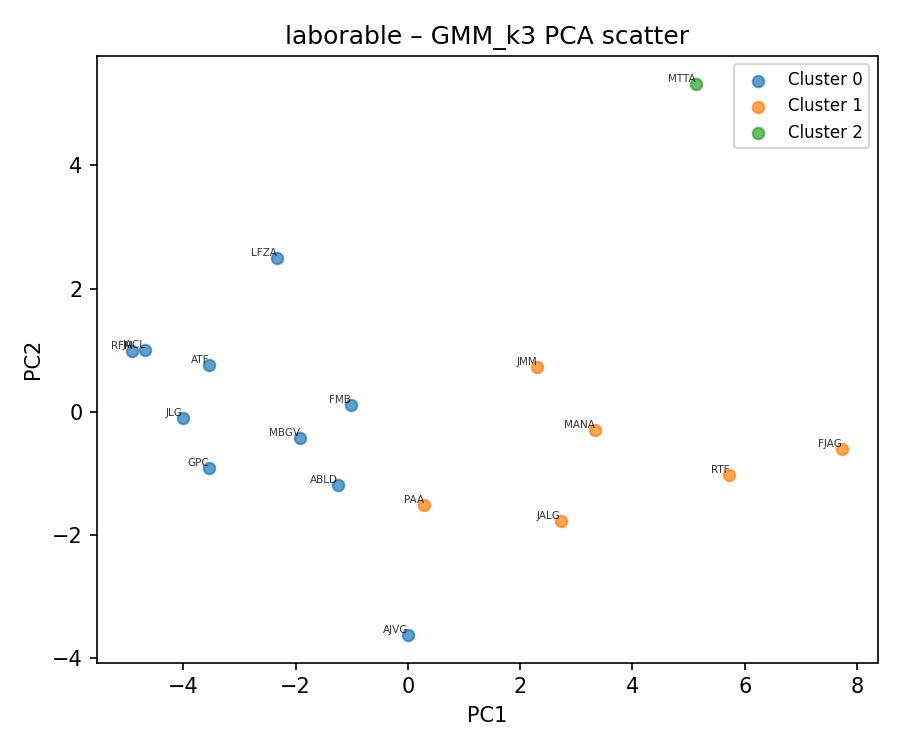 laborable – GMM_k3 PCA scatter
MTTA
Cluster 0
Cluster 1
Cluster 2
4
LFZA
2
ATF
JMM
PC2
0
JLG
FMB
MBGV
MANA
FJAG
GPC
ABLD
RTF
PAA
JALG
−2
AJVG
−4
−4 −2 0 2 4 6 8
PC1